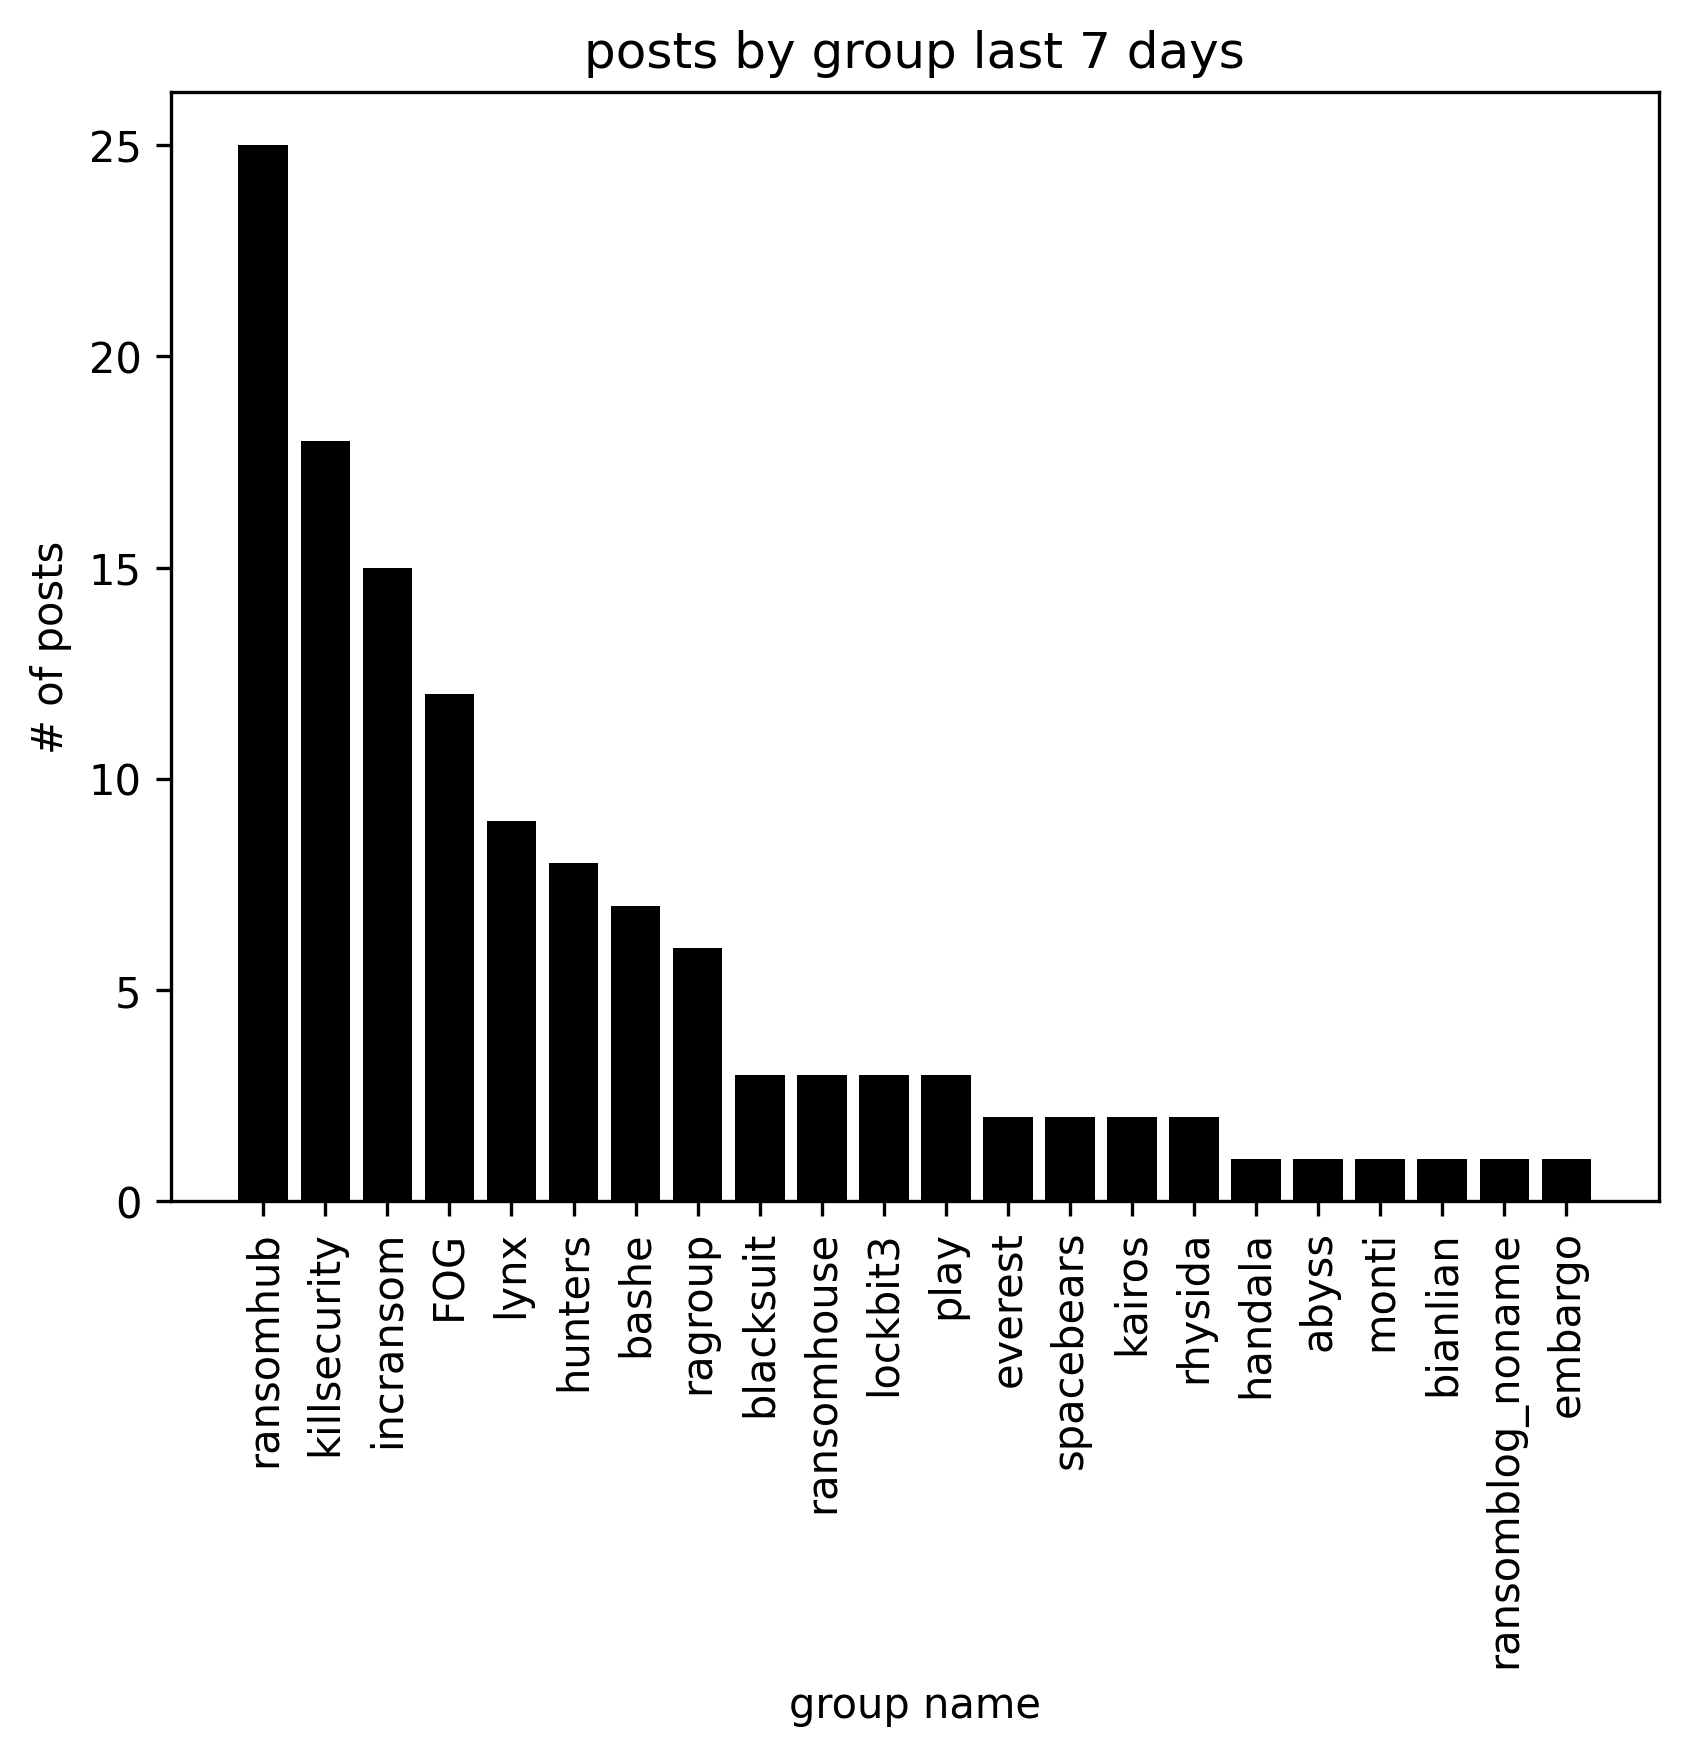 posts by group last 7 days
# of posts
25
20
15
10
5
0
ransomhub
killsecurity
incransom
FOG
lynx
hunters
bashe
ragroup
blacksuit
ransomhouse
lockbit3
play
everest
spacebears
kairos
rhysida
handala
abyss
monti
bianlian
ransomblog_noname
embargo
group name